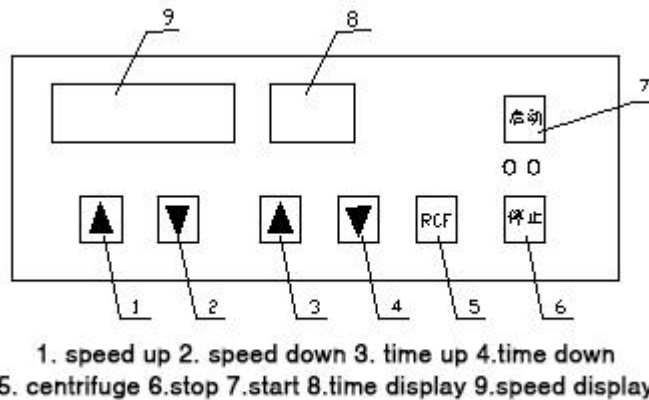 9 8
7
启动
RCF 停止
1 2 3 4 5 6
1. speed up 2. speed down 3. time up 4.time down
5. centrifuge 6.stop 7.start 8.time display 9.speed display